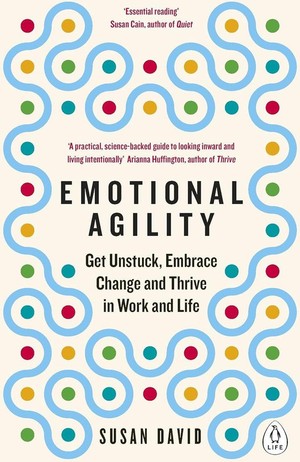 'Essential reading'
Susan Cain, author of Quiet
'A practical, science-backed guide to looking inward and
living intentionally' Arianna Huffington, author of Thrive
EMOTIONAL
AGILITY
Get Unstuck, Embrace
Change and Thrive
in Work and Life
SUSAN DAVID
LIFE